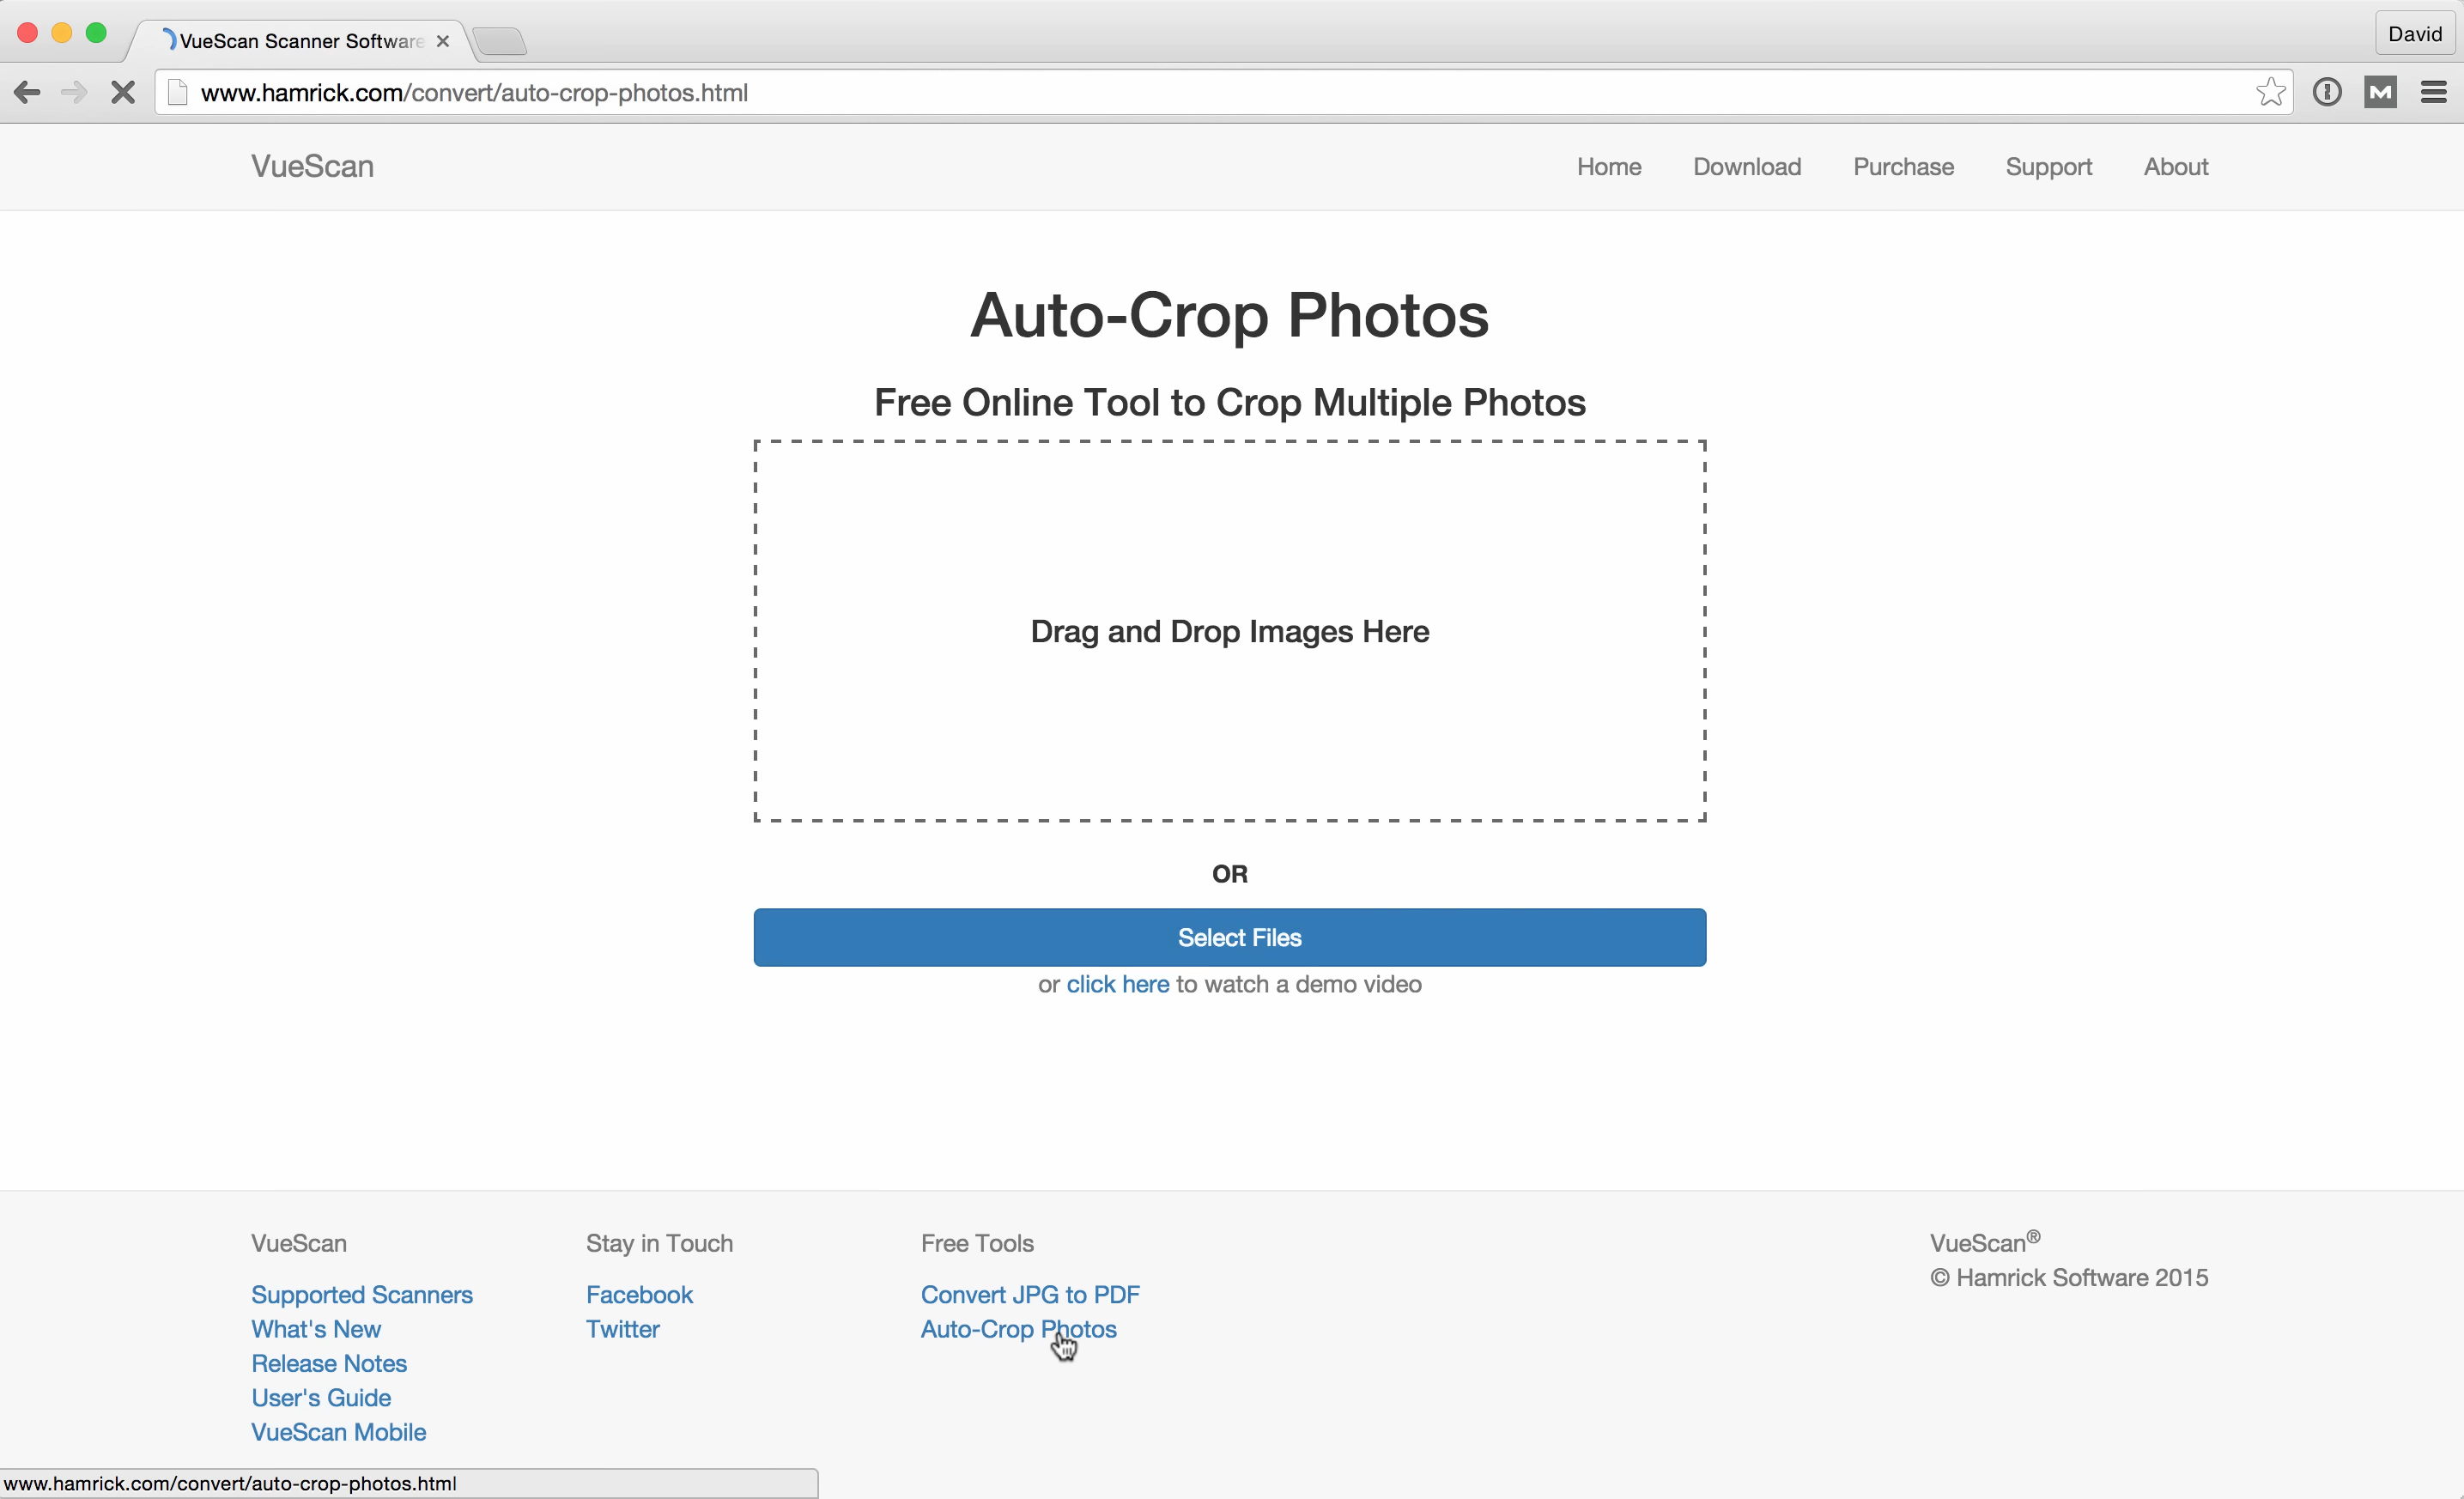 VueScan Scanner Software
David
www.hamrick.com/convert/auto-crop-photos.html
VueScan
Home
Download
Purchase
Support
About
Auto-Crop Photos
Free Online Tool to Crop Multiple Photos
Drag and Drop Images Here
OR
Select Files
or click here to watch a demo video
VueScan
Supported Scanners
What's New
Release Notes
User's Guide
VueScan Mobile
Stay in Touch
Facebook
Twitter
Free Tools
Convert JPG to PDF
Auto-Crop Photos
VueScan®
© Hamrick Software 2015
www.hamrick.com/convert/auto-crop-photos.html